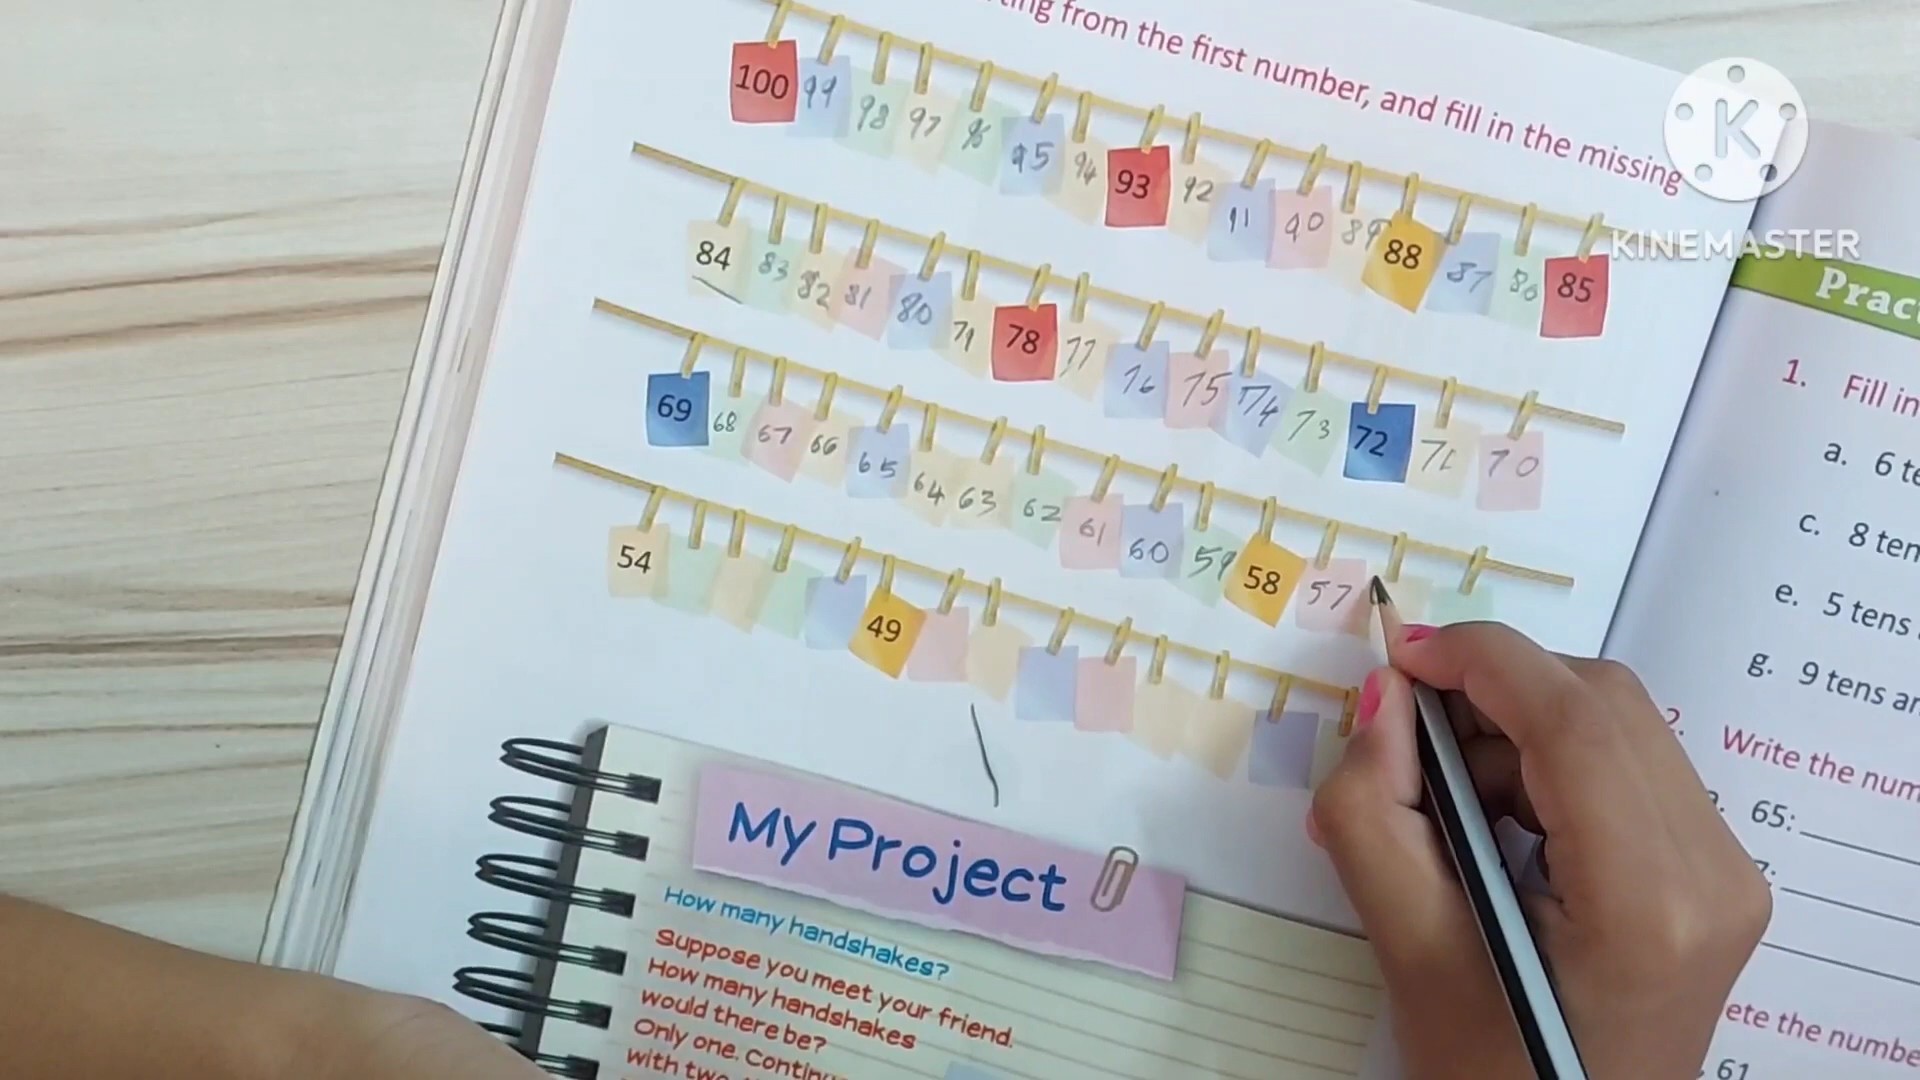 ting from the first number, and fill in the missing
100 99 98 97 96 95 94 93 92 91 90 89 88 87 86 85
84 83 82 81 80 79 78 77 76 75 74 73 72 71 70
69 68 67 66 65 64 63 62 61 60 59 58 57
54 49
My Project
How many handshakes?
Suppose you meet your friend.
How many handshakes
would there be?
Only one. Continu
with two
K
KINEMASTER
Prac
1. Fill in
a. 6 te
c. 8 ten
e. 5 tens
g. 9 tens an
2. Write the num
65:
7:
ete the numbe
61